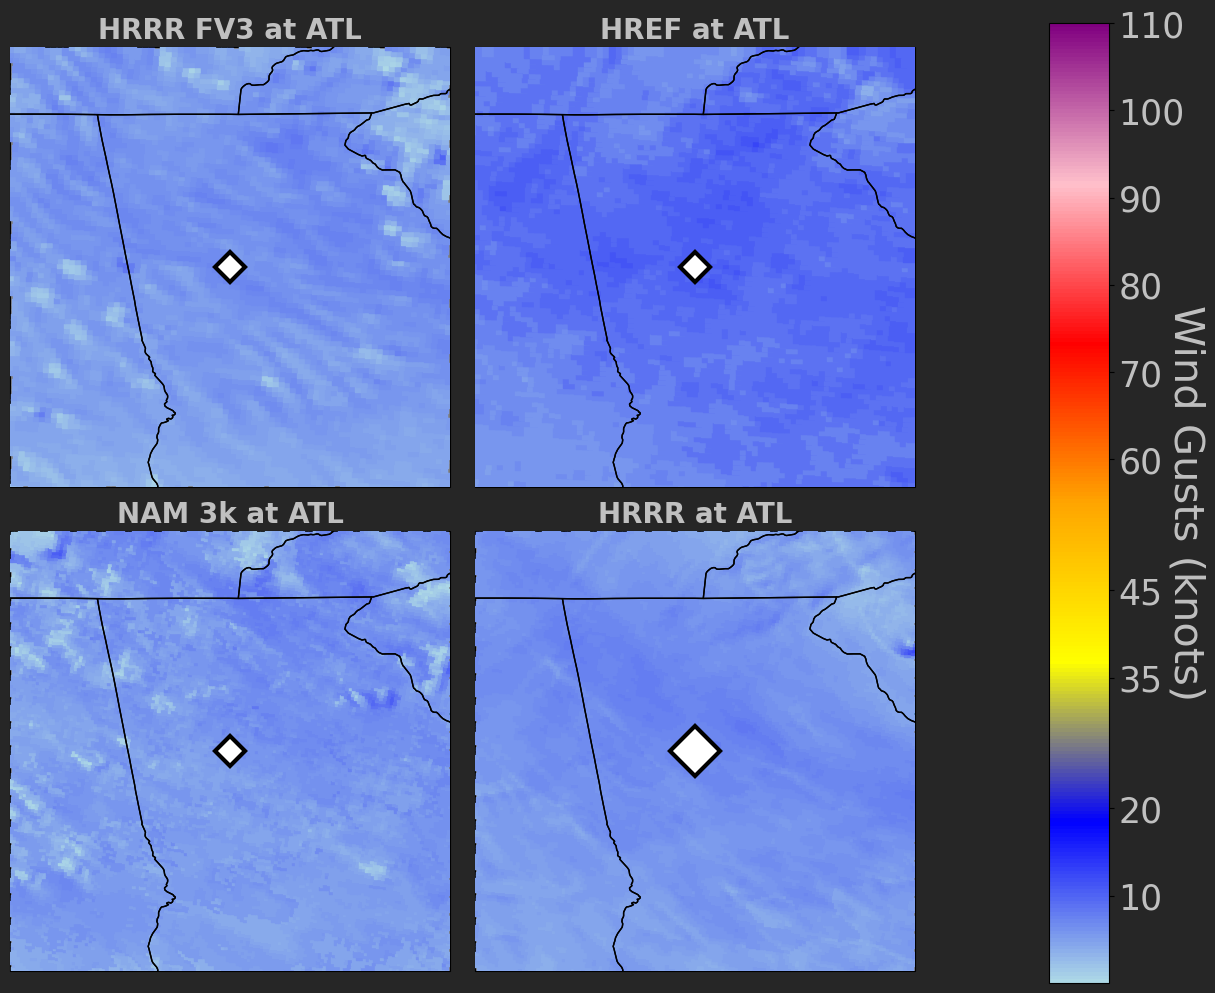 HRRR FV3 at ATL
HREF at ATL
NAM 3k at ATL
HRRR at ATL
110
100
90
80
70
60
45
35
20
10
Wind Gusts (knots)